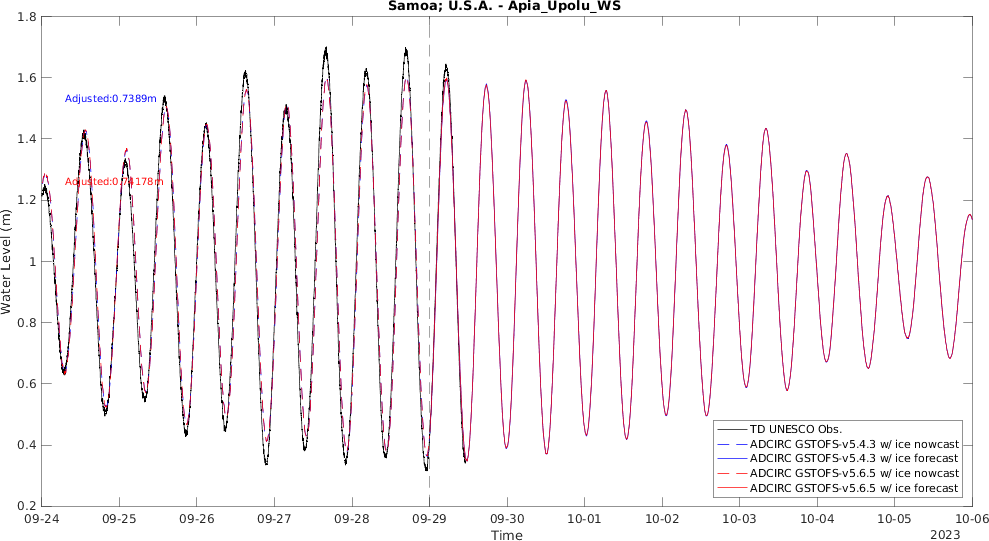 Samoa; U.S.A. - Apia_Upolu_WS
1.8
1.6
1.4
1.2
1
0.8
0.6
0.4
0.2
Water Level (m)
Adjusted:0.7389m
Adjusted:0.74178m
TD UNESCO Obs.
ADCIRC GSTOFS-v5.4.3 w/ ice nowcast
ADCIRC GSTOFS-v5.4.3 w/ ice forecast
ADCIRC GSTOFS-v5.6.5 w/ ice nowcast
ADCIRC GSTOFS-v5.6.5 w/ ice forecast
09-24 09-25 09-26 09-27 09-28 09-29 09-30 10-01 10-02 10-03 10-04 10-05 10-06
Time
2023